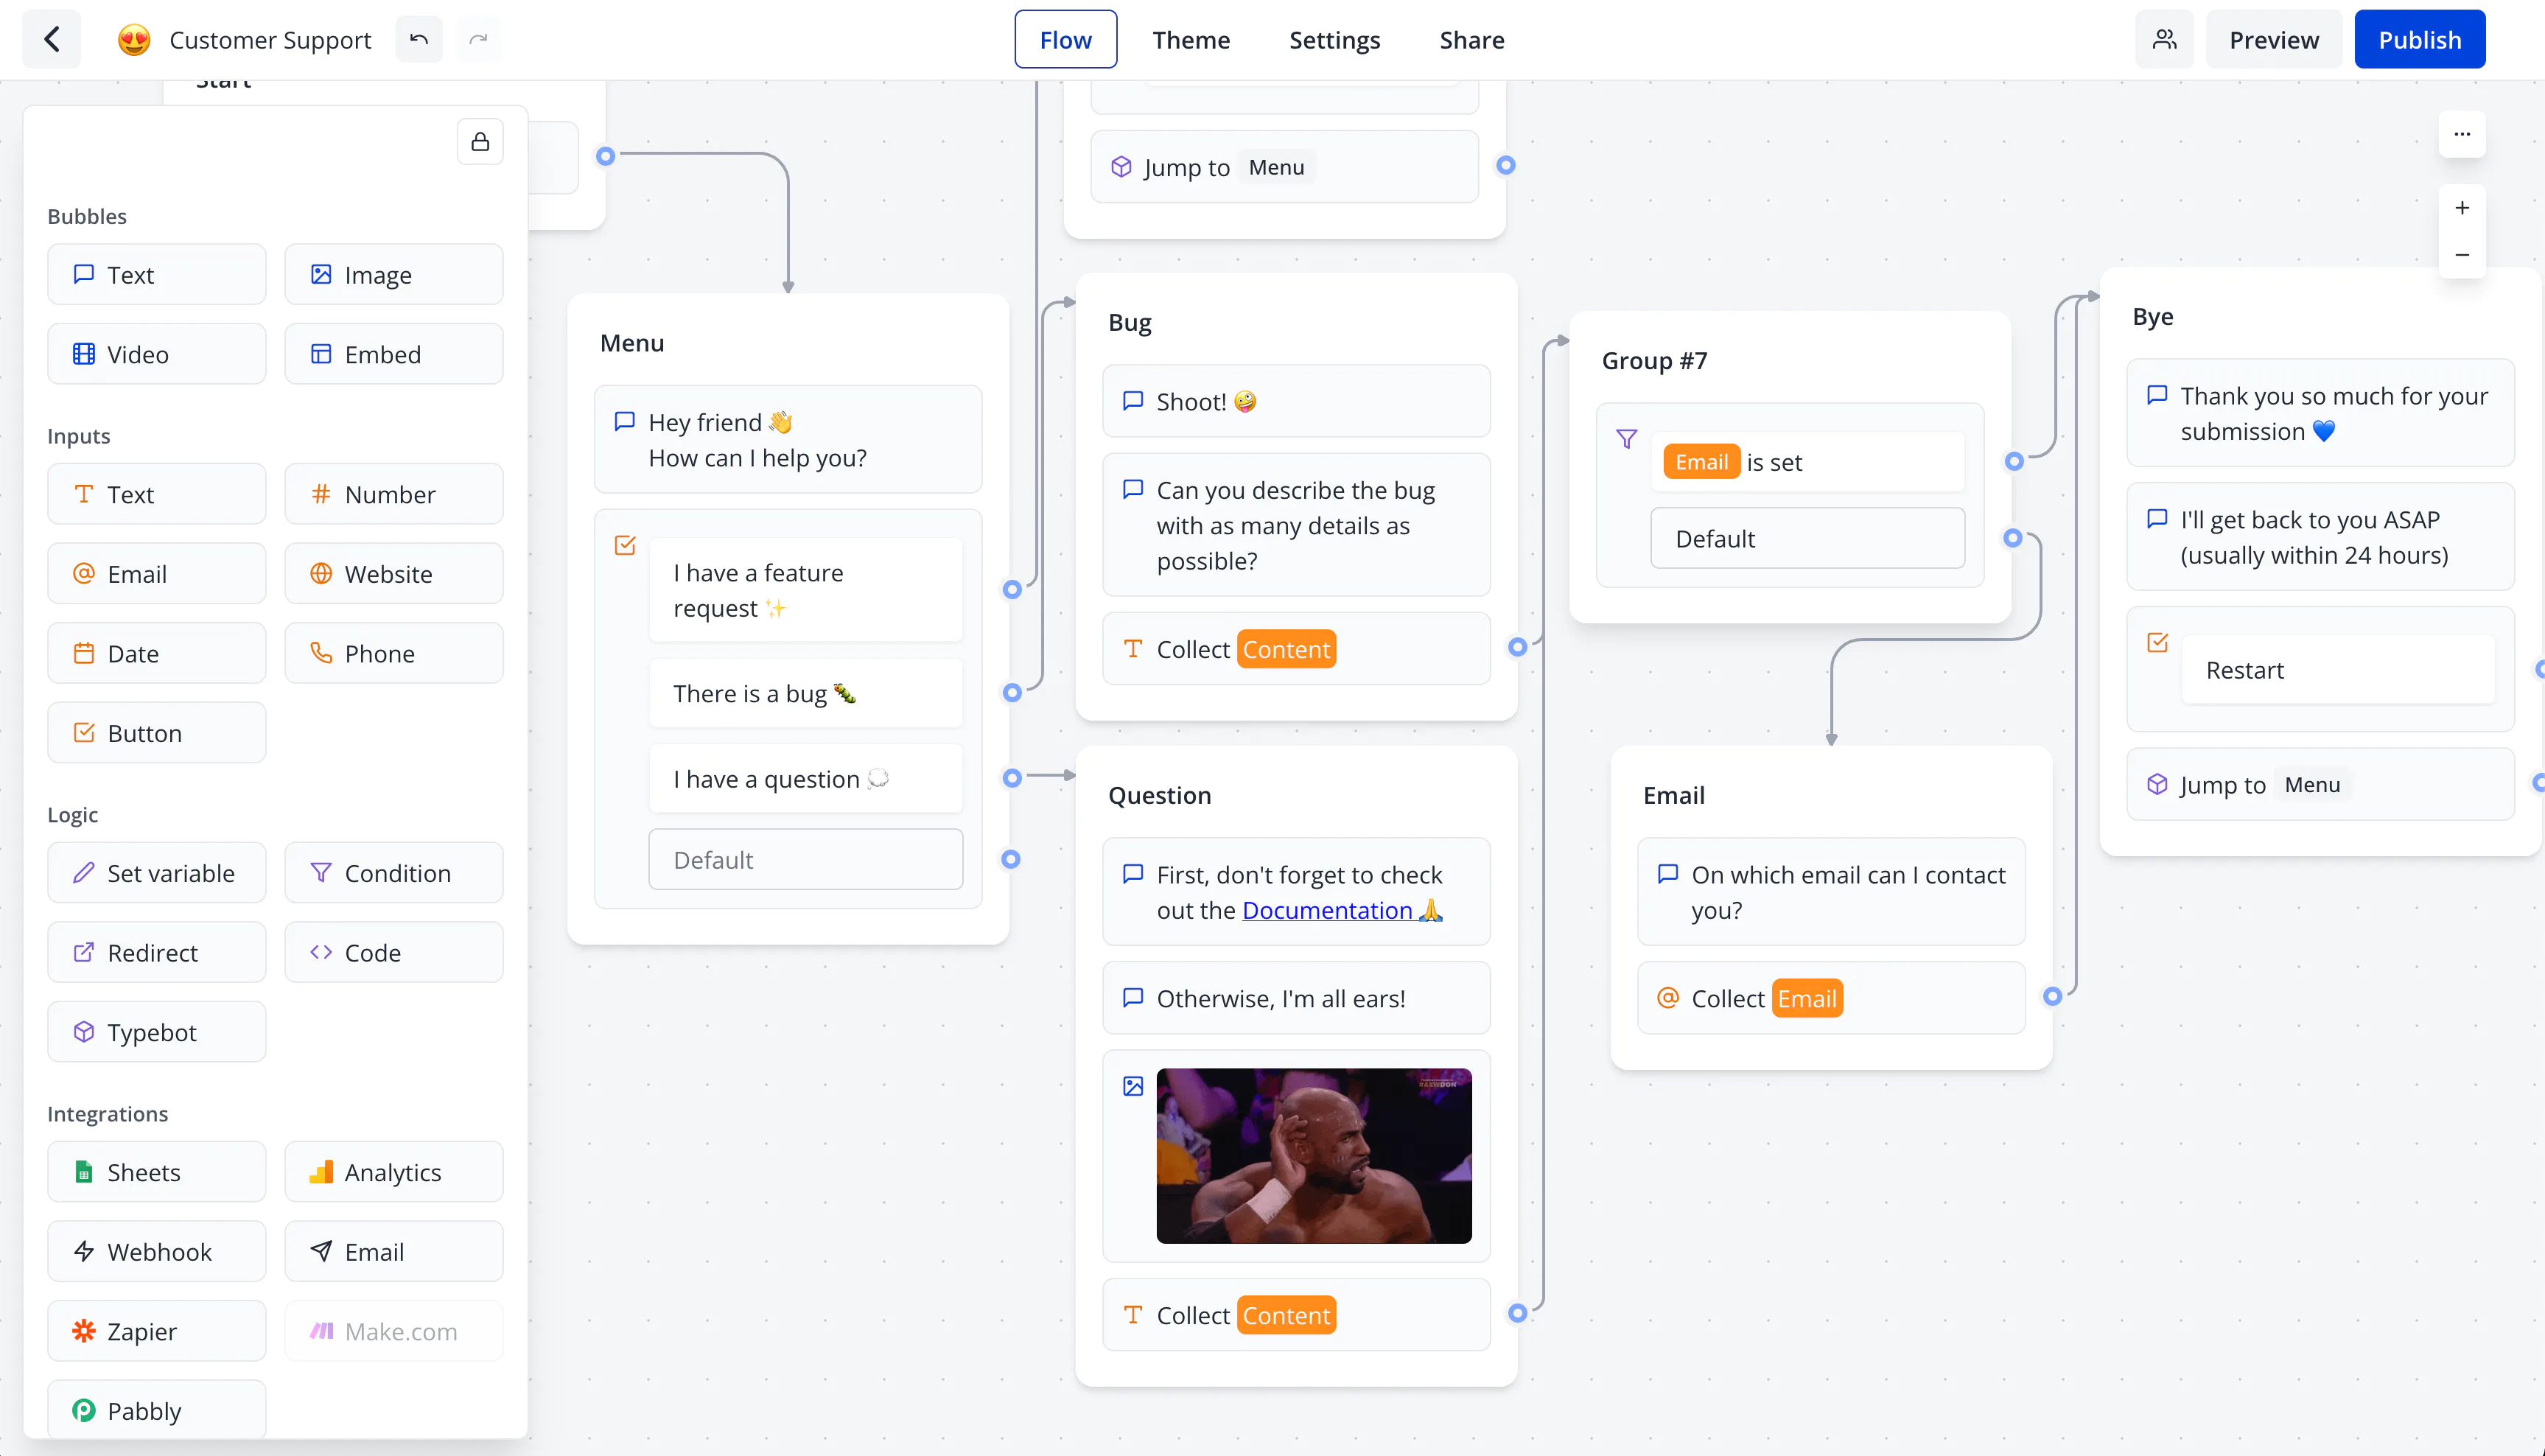 Customer Support
Flow
Theme
Settings
Share
Preview
Publish
Start
Bubbles
Text
Image
Video
Embed
Inputs
Text
Number
Email
Website
Date
Phone
Button
Logic
Set variable
Condition
Redirect
Code
Typebot
Integrations
Sheets
Analytics
Webhook
Email
Zapier
Make.com
Pabbly
Menu
Hey friend 👋
How can I help you?
I have a feature
request ✨
There is a bug 🐛
I have a question 💭
Default
Jump to Menu
Bug
Shoot! 🤪
Can you describe the bug
with as many details as
possible?
Collect Content
Question
First, don't forget to check
out the Documentation 🙏
Otherwise, I'm all ears!
Collect Content
Group #7
Email is set
Default
Email
On which email can I contact
you?
Collect Email
Bye
Thank you so much for your
submission 💙
I'll get back to you ASAP
(usually within 24 hours)
Restart
Jump to Menu